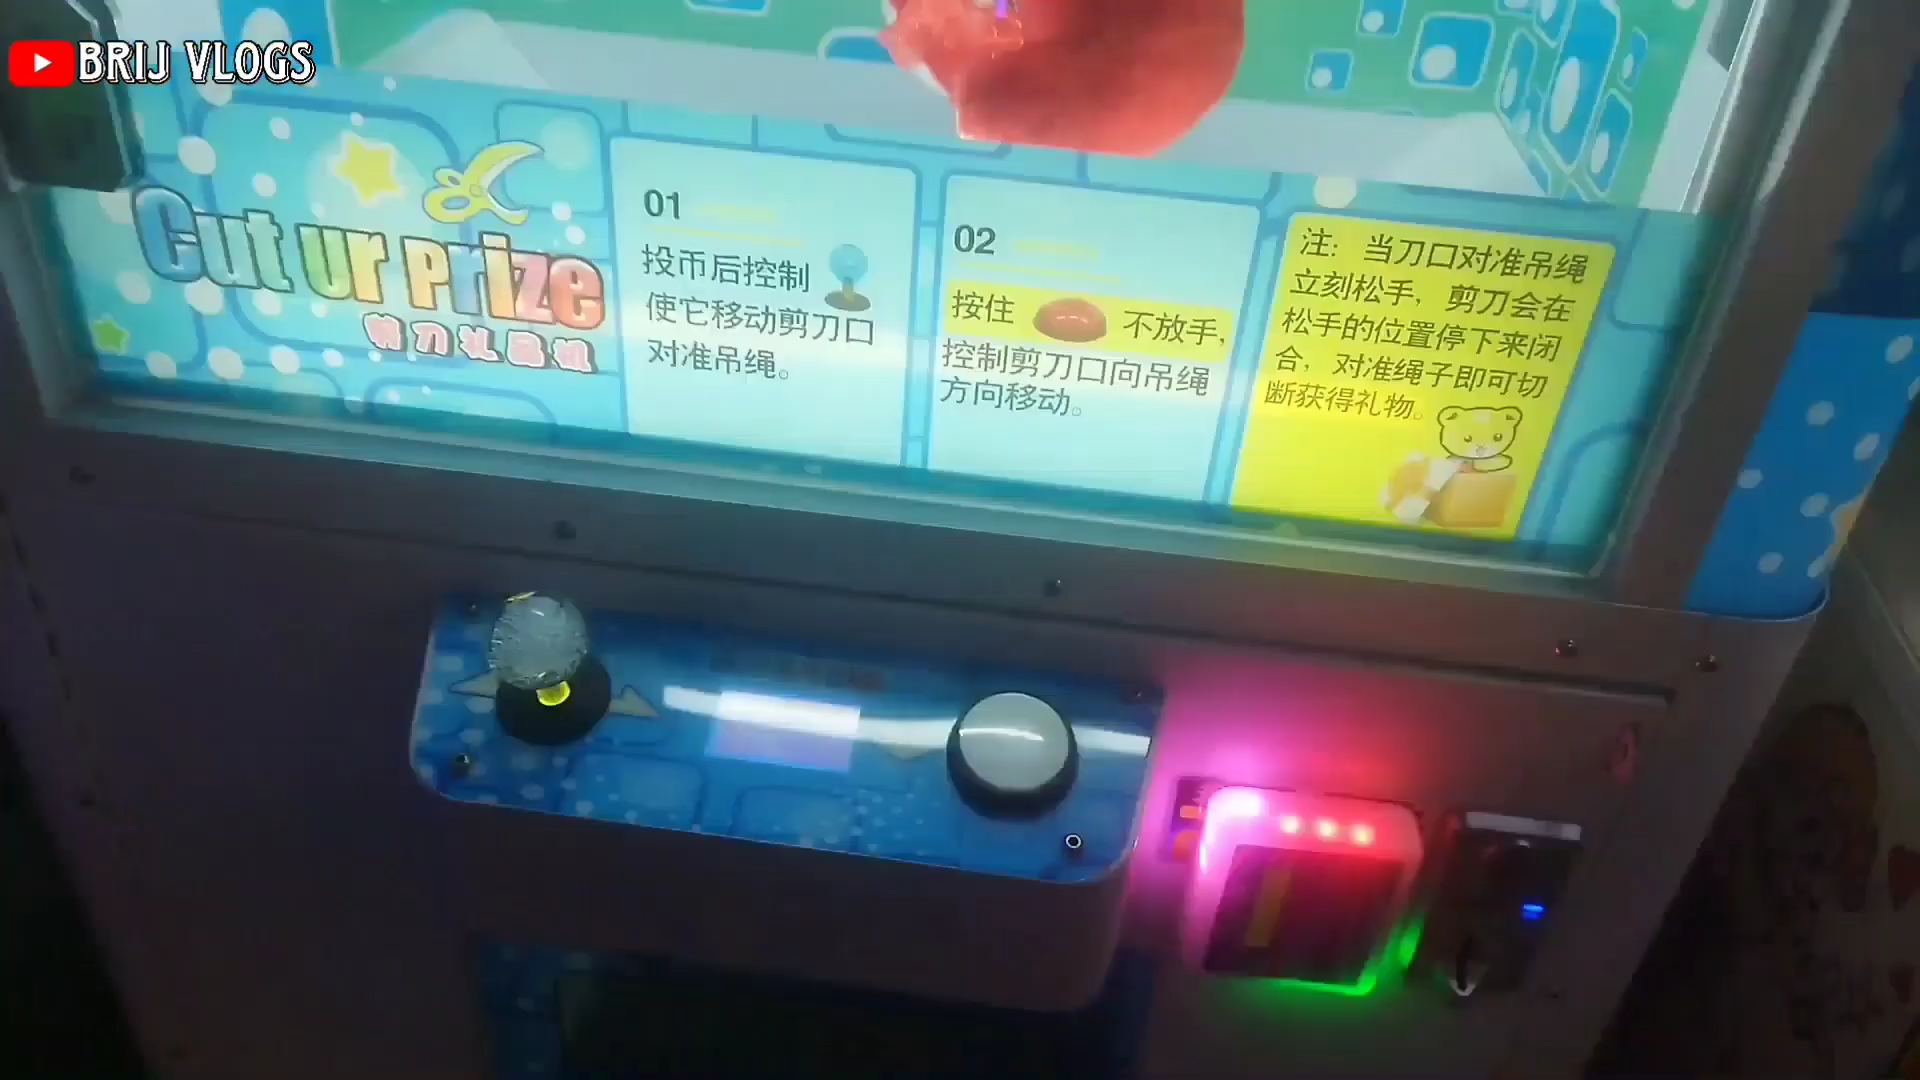 BRIJ VLOGS
Cut ur Prize
剪刀礼品机
01
投币后控制
使它移动剪刀口
对准吊绳。
02
按住 不放手,
控制剪刀口向吊绳
方向移动。
注: 当刀口对准吊绳
立刻松手, 剪刀会在
松手的位置停下来闭
合, 对准绳子即可切
断获得礼物。